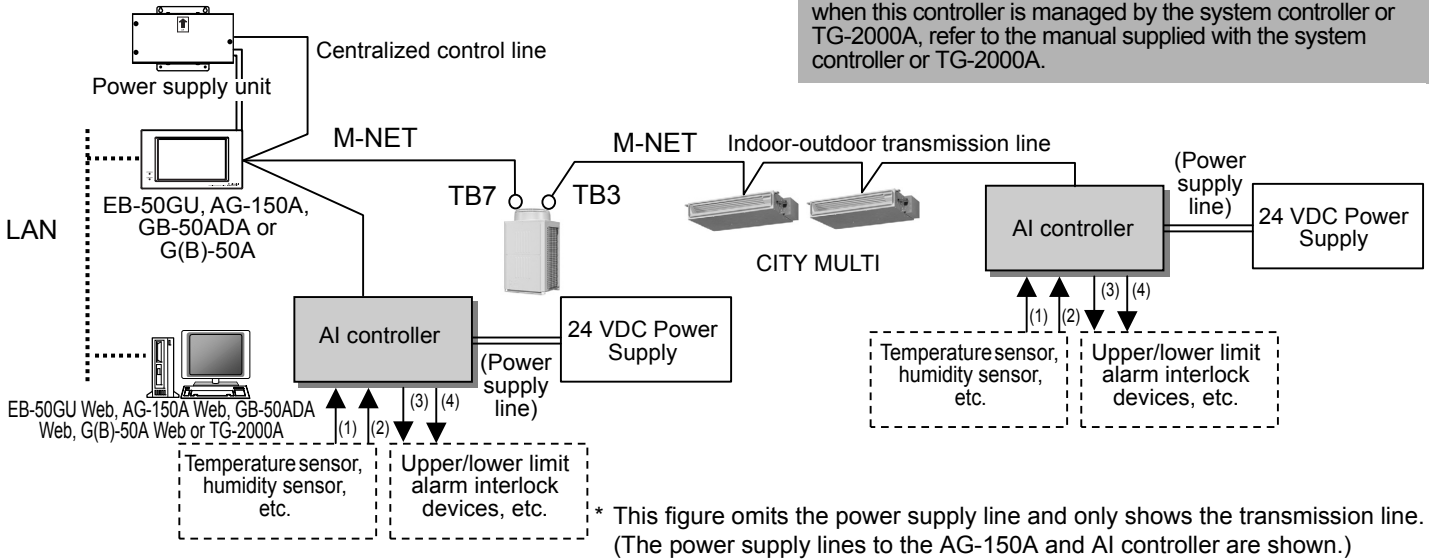 when this controller is managed by the system controller or
TG-2000A, refer to the manual supplied with the system
controller or TG-2000A.
Power supply unit
Centralized control line
LAN
EB-50GU, AG-150A,
GB-50ADA or
G(B)-50A
M-NET
TB7
TB3
M-NET
Indoor-outdoor transmission line
CITY MULTI
AI controller
(Power
supply
line)
24 VDC Power
Supply
(1)
(2)
(3)
(4)
Temperature sensor,
humidity sensor,
etc.
Upper/lower limit
alarm interlock
devices, etc.
EB-50GU Web, AG-150A Web, GB-50ADA
Web, G(B)-50A Web or TG-2000A
AI controller
(Power
supply
line)
24 VDC Power
Supply
(1)
(2)
(3)
(4)
Temperature sensor,
humidity sensor,
etc.
Upper/lower limit
alarm interlock
devices, etc.
* This figure omits the power supply line and only shows the transmission line.
(The power supply lines to the AG-150A and AI controller are shown.)